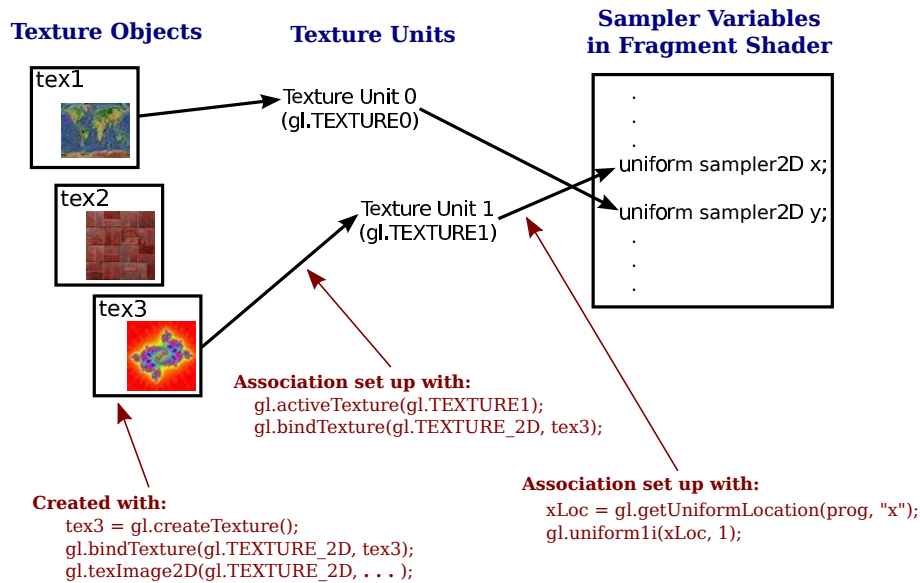 Texture Objects
Texture Units
Sampler Variables
in Fragment Shader
tex1
Texture Unit 0
(gl.TEXTURE0)
.
.
.
uniform sampler2D x;
uniform sampler2D y;
.
.
.
tex2
Texture Unit 1
(gl.TEXTURE1)
tex3
Association set up with:
gl.activeTexture(gl.TEXTURE1);
gl.bindTexture(gl.TEXTURE_2D, tex3);
Association set up with:
xLoc = gl.getUniformLocation(prog, "x");
gl.uniform1i(xLoc, 1);
Created with:
tex3 = gl.createTexture();
gl.bindTexture(gl.TEXTURE_2D, tex3);
gl.texImage2D(gl.TEXTURE_2D, . . . );